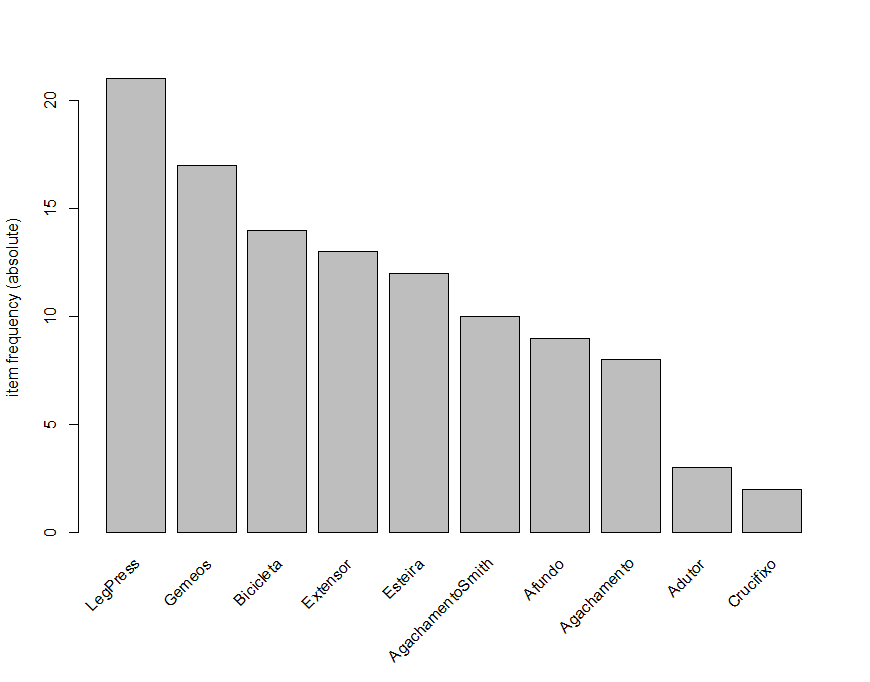 item frequency (absolute)
20
15
10
5
0
LegPress
Gemeos
Bicicleta
Extensor
Esteira
AgachamentoSmith
Afundo
Agachamento
Adutor
Crucifixo